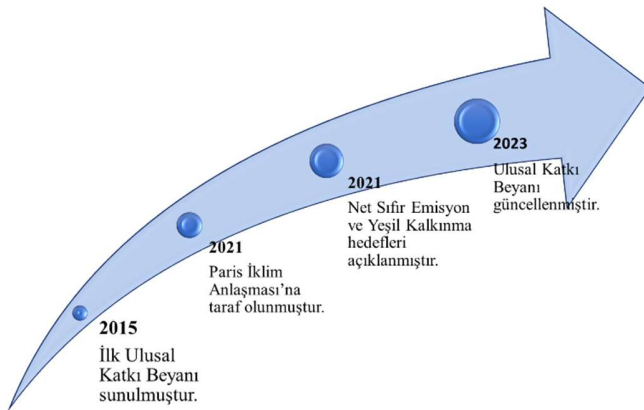 2015
İlk Ulusal
Katkı Beyanı
sunulmuştur.
2021
Paris İklim
Anlaşması’na
taraf olunmuştur.
2021
Net Sıfır Emisyon
ve Yeşil Kalkınma
hedefleri
açıklanmıştır.
2023
Ulusal Katkı
Beyanı
güncellenmiştir.